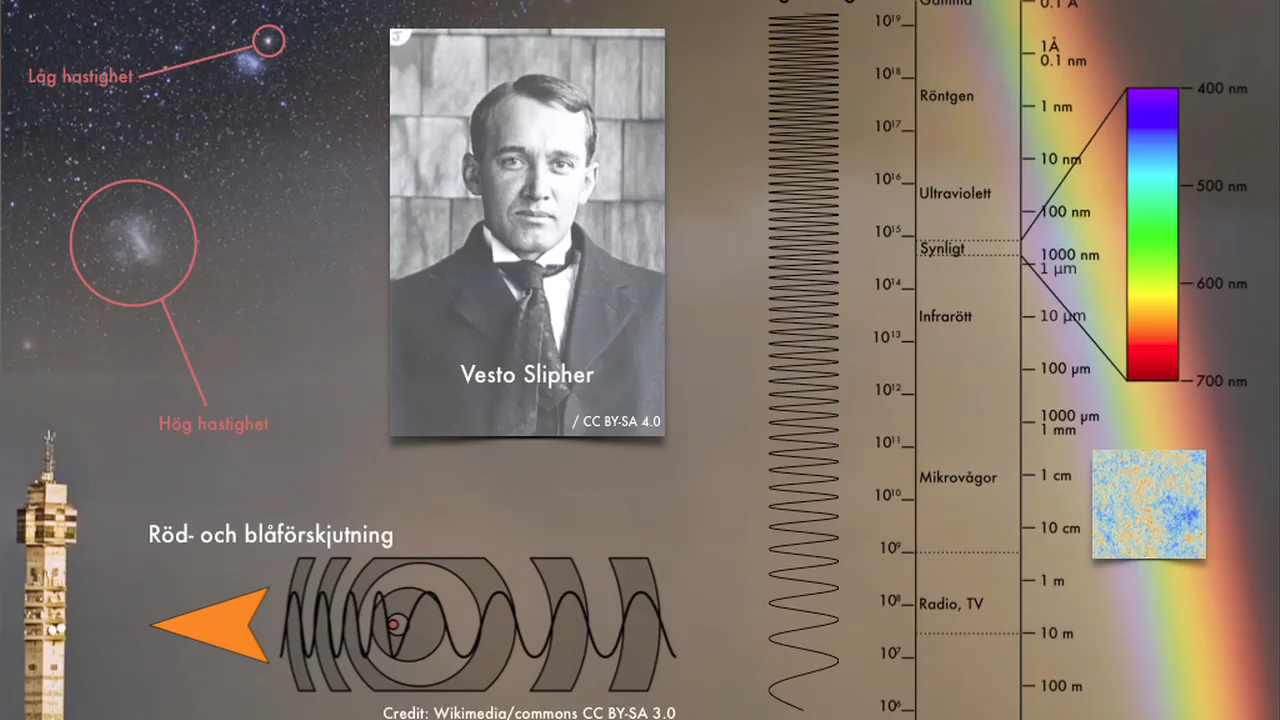 Låg hastighet
Hög hastighet
Vesto Slipher
/ CC BY-SA 4.0
Röd- och blåförskjutning
Credit: Wikimedia/commons CC BY-SA 3.0
10¹⁹
10¹⁸
10¹⁷
10¹⁶
10¹⁵
10¹⁴
10¹³
10¹²
10¹¹
10¹⁰
10⁹
10⁸
10⁷
10⁶
Gamma
Röntgen
Ultraviolett
Synligt
Infrarött
Mikrovågor
Radio, TV
0.1 Å
1Å
0.1 nm
1 nm
10 nm
100 nm
1000 nm
1 µm
10 µm
100 µm
1000 µm
1 mm
1 cm
10 cm
1 m
10 m
100 m
400 nm
500 nm
600 nm
700 nm